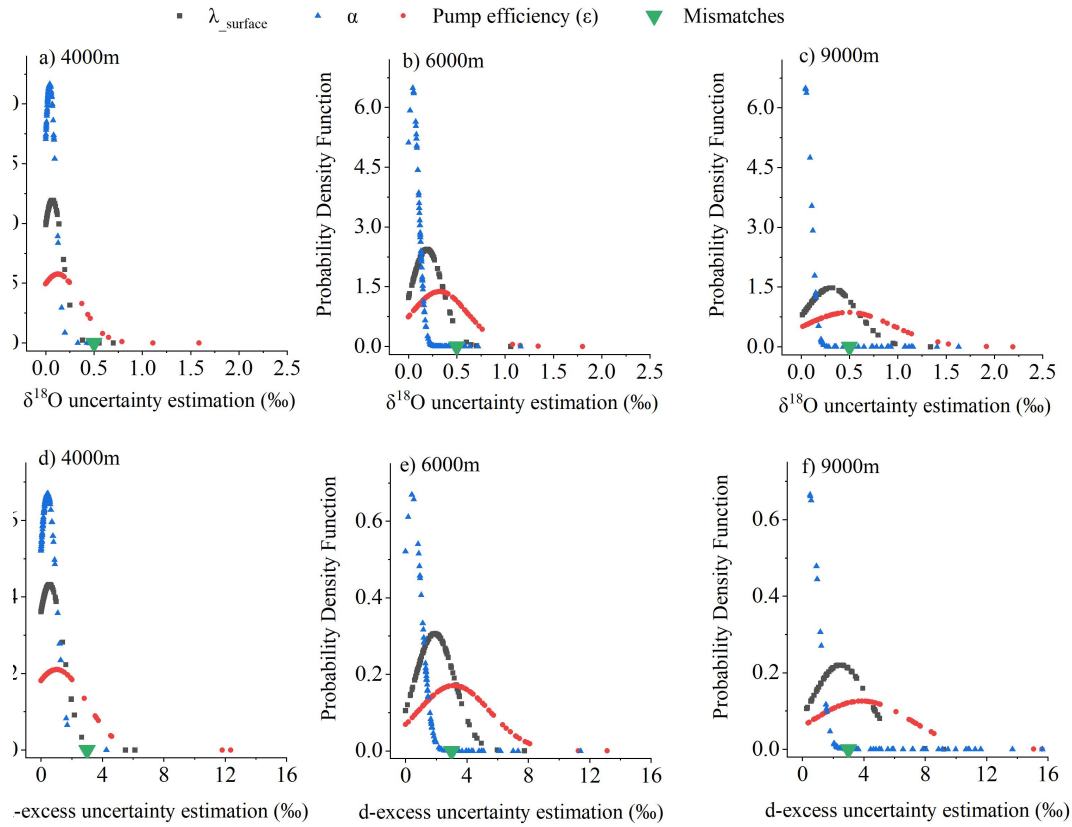 λ_surface α Pump efficiency (ε) Mismatches
a) 4000m
b) 6000m
c) 9000m
Probability Density Function
Probability Density Function
6.0
4.5
3.0
1.5
0.0
6.0
4.5
3.0
1.5
0.0
0.0 0.5 1.0 1.5 2.0 2.5
0.0 0.5 1.0 1.5 2.0 2.5
0.0 0.5 1.0 1.5 2.0 2.5
δ¹⁸O uncertainty estimation (‰)
δ¹⁸O uncertainty estimation (‰)
δ¹⁸O uncertainty estimation (‰)
d) 4000m
e) 6000m
f) 9000m
Probability Density Function
Probability Density Function
0.6
0.4
0.2
0.0
0.6
0.4
0.2
0.0
0 4 8 12 16
0 4 8 12 16
0 4 8 12 16
-excess uncertainty estimation (‰)
d-excess uncertainty estimation (‰)
d-excess uncertainty estimation (‰)